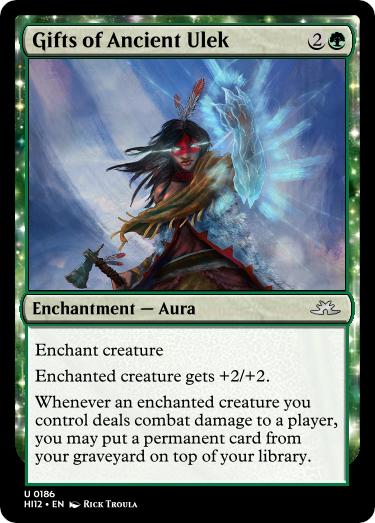 Gifts of Ancient Ulek 2
Enchantment — Aura
Enchant creature
Enchanted creature gets +2/+2.
Whenever an enchanted creature you
control deals combat damage to a player,
you may put a permanent card from
your graveyard on top of your library.
U 0186
HI12 • EN Rick Troula